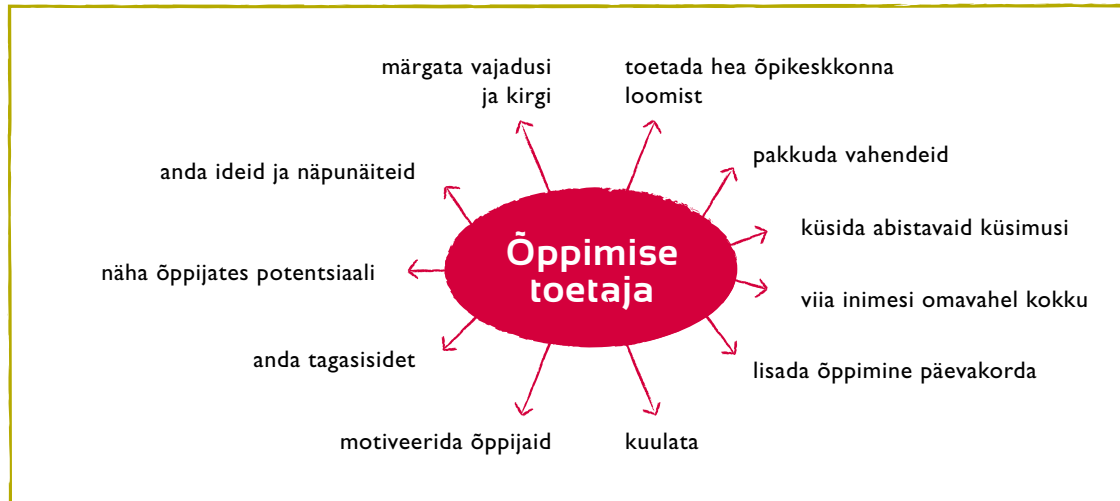 märgata vajadusi
ja kirgi
toetada hea õpikeskkonna
loomist
anda ideid ja näpunäiteid
pakkuda vahendeid
küsida abistavaid küsimusi
näha õppijates potentsiaali
Õppimise
toetaja
viia inimesi omavahel kokku
anda tagasisidet
lisada õppimine päevakorda
motiveerida õppijaid
kuulata